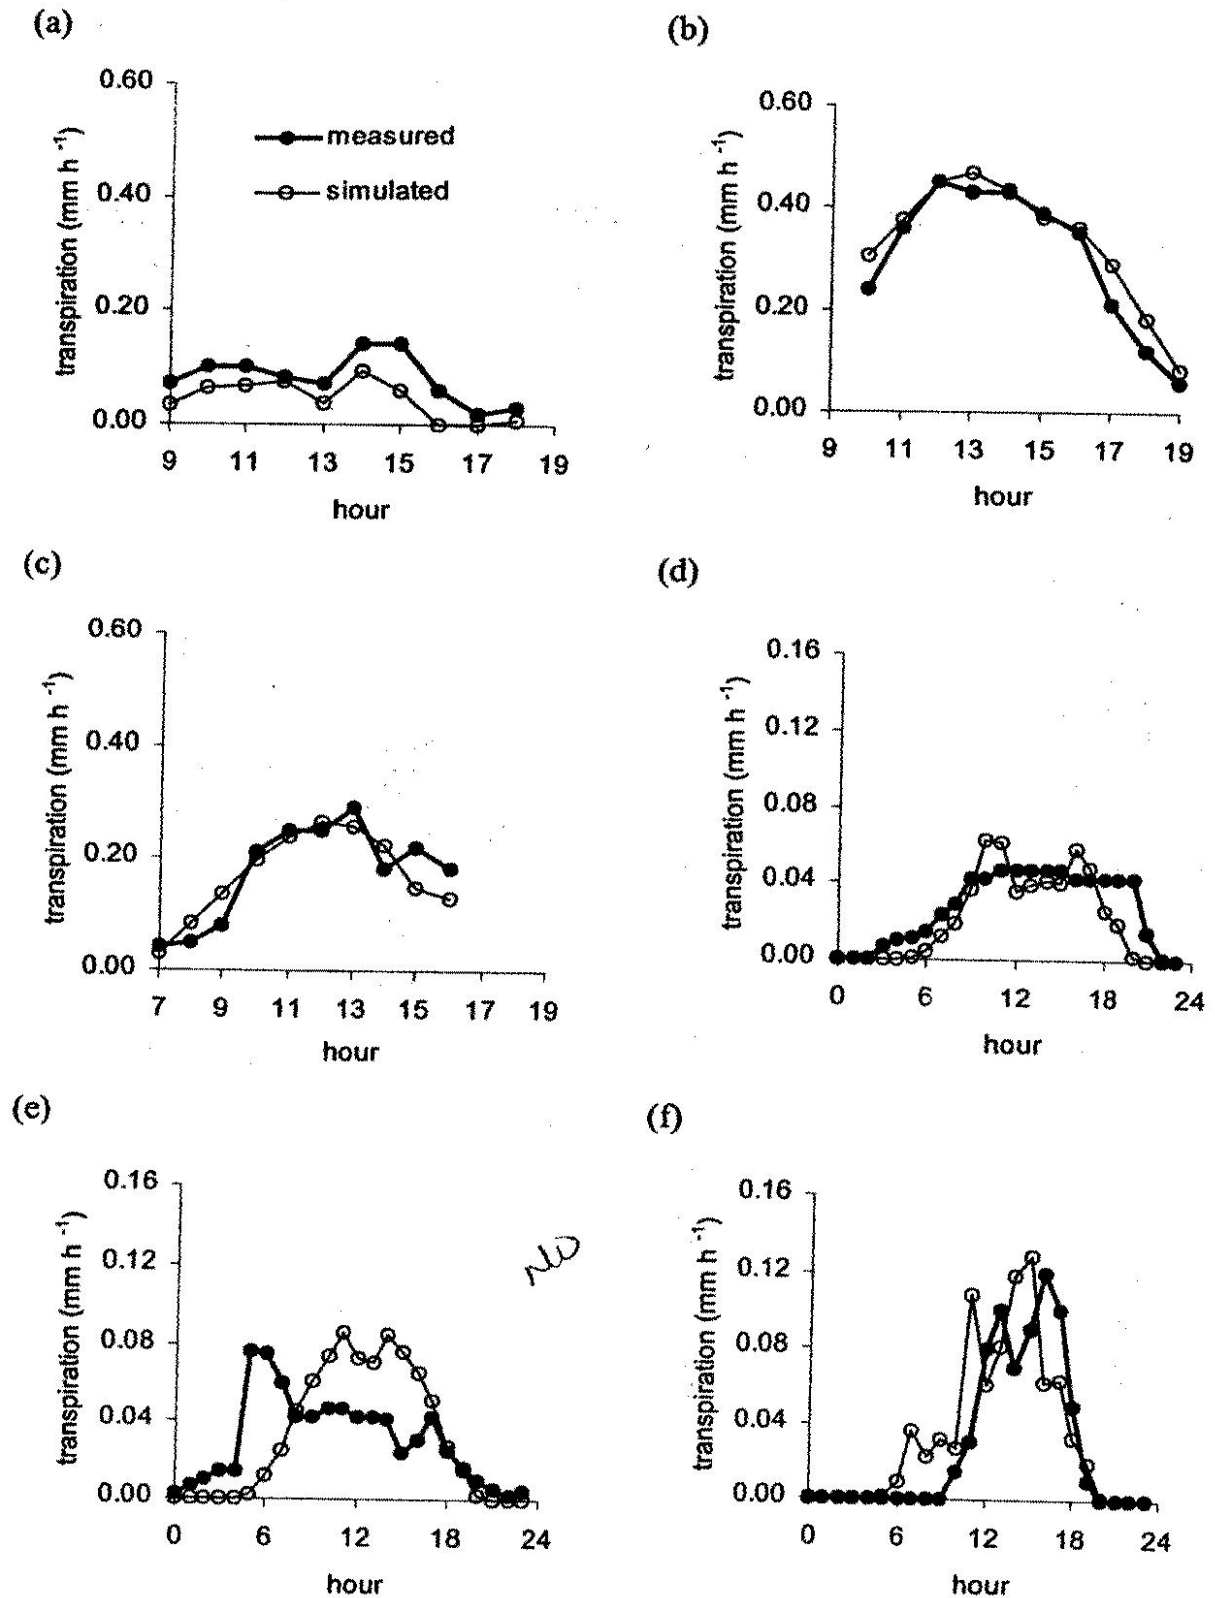 (a)
0.60
0.40
0.20
0.00
transpiration (mm h -1)
measured
simulated
9 11 13 15 17 19
hour
(b)
0.60
0.40
0.20
0.00
transpiration (mm h -1)
9 11 13 15 17 19
hour
(c)
0.60
0.40
0.20
0.00
transpiration (mm h -1)
7 9 11 13 15 17 19
hour
(d)
0.16
0.12
0.08
0.04
0.00
transpiration (mm h -1)
0 6 12 18 24
hour
(e)
0.16
0.12
0.08
0.04
0.00
transpiration (mm h -1)
0 6 12 18 24
hour
(f)
0.16
0.12
0.08
0.04
0.00
transpiration (mm h -1)
0 6 12 18 24
hour